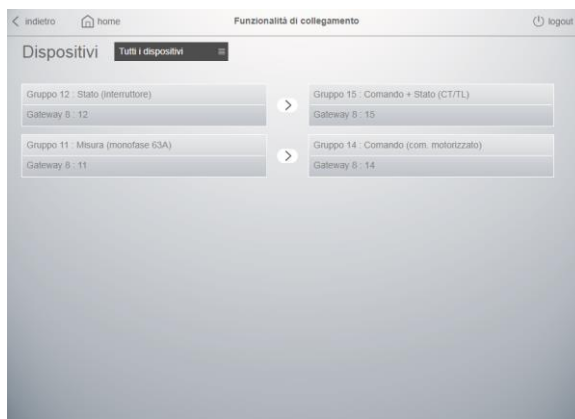 indietro home Funzionalità di collegamento logout
Dispositivi Tutti i dispositivi
Gruppo 12 : Stato (Interruttore) Gruppo 15 : Comando + Stato (CT/TL)
Gateway 8 : 12 Gateway 8 : 15
Gruppo 11 : Misura (monofase 63A) Gruppo 14 : Comando (com. motorizzato)
Gateway 8 : 11 Gateway 8 : 14